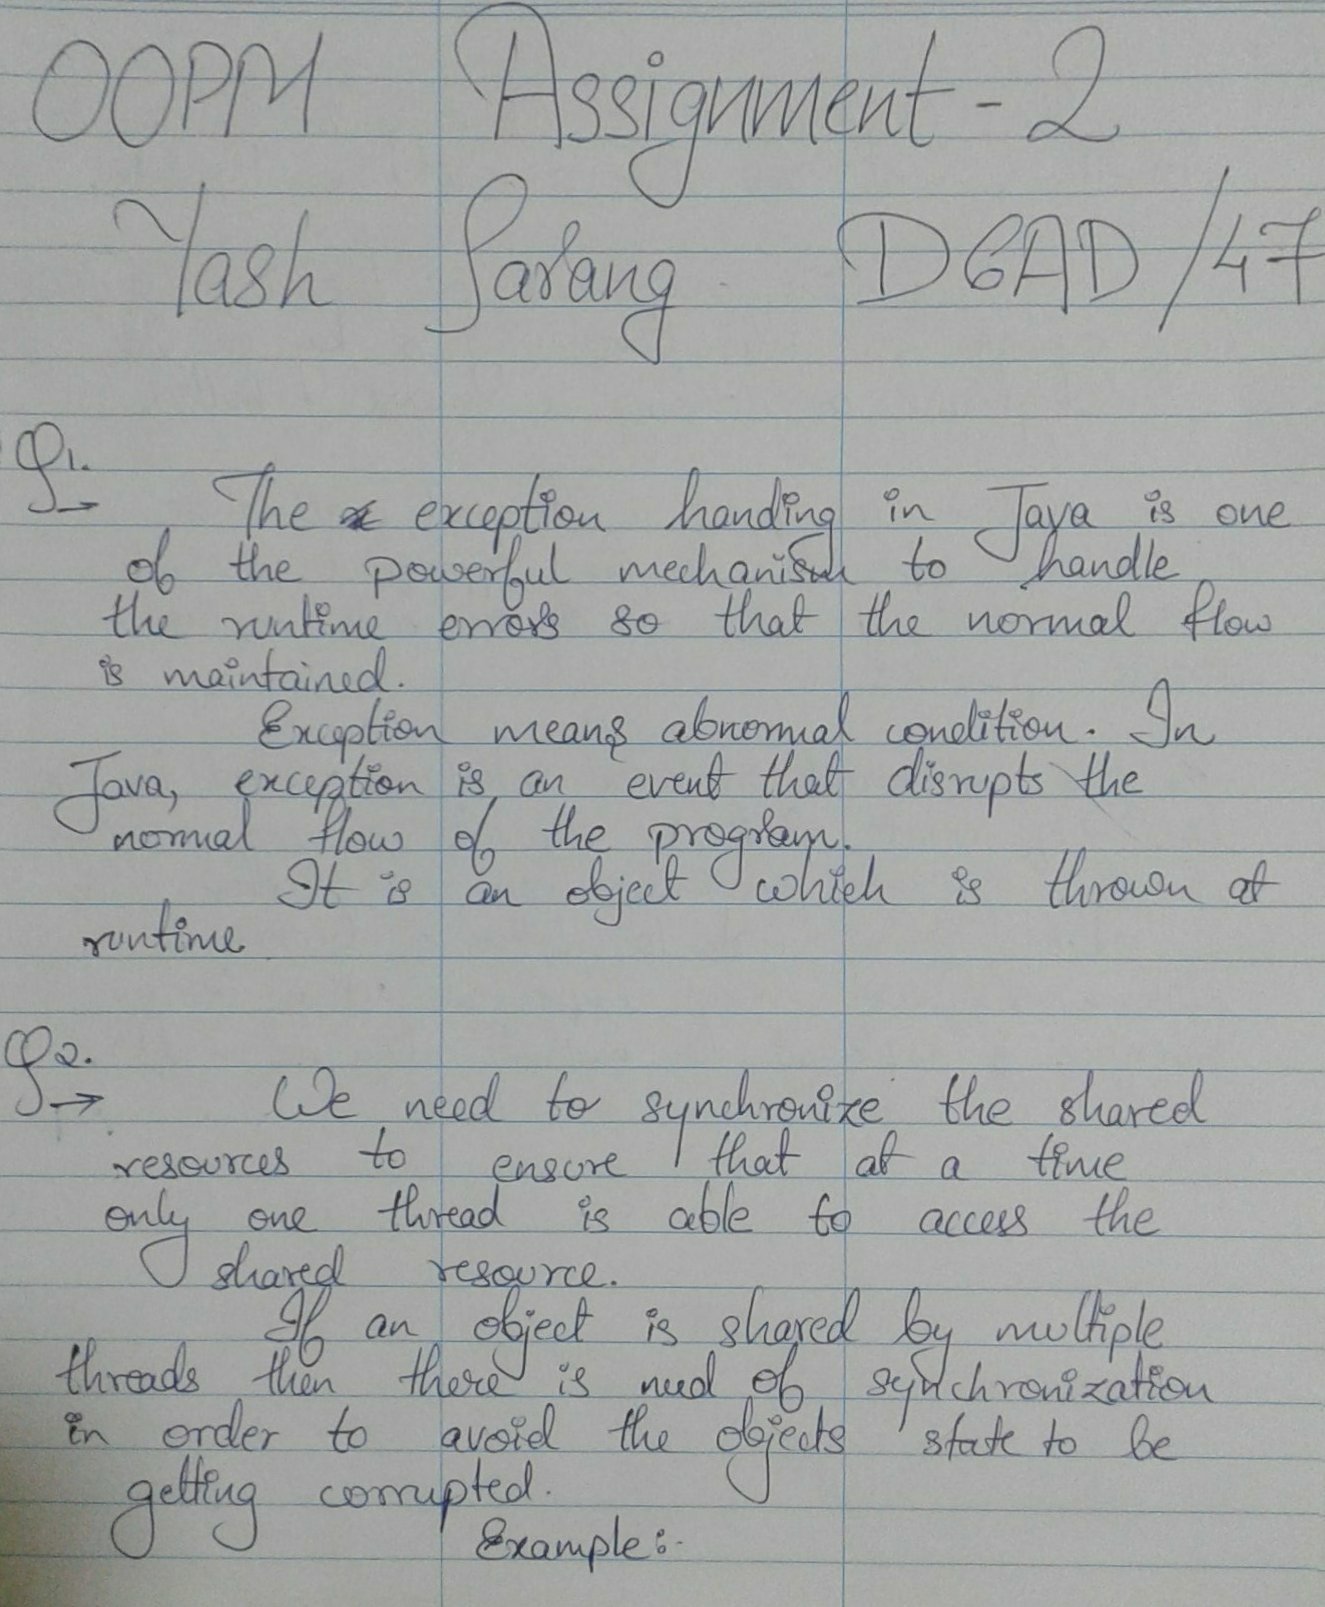 OOPM Assignment - 2
Yash Sarang D6AD/47
Q1.
→ The exception handing in Java is one
of the powerful mechanism to handle
the runtime errors so that the normal flow
is maintained.
Exception means abnormal condition. In
Java, exception is an event that disrupts the
normal flow of the program.
It is an object which is thrown at
runtime
Q2.
→ We need to synchronize the shared
resources to ensure that at a time
only one thread is able to access the
shared resource.
If an object is shared by multiple
threads then there is need of synchronization
in order to avoid the objects state to be
getting corrupted.
Example:-